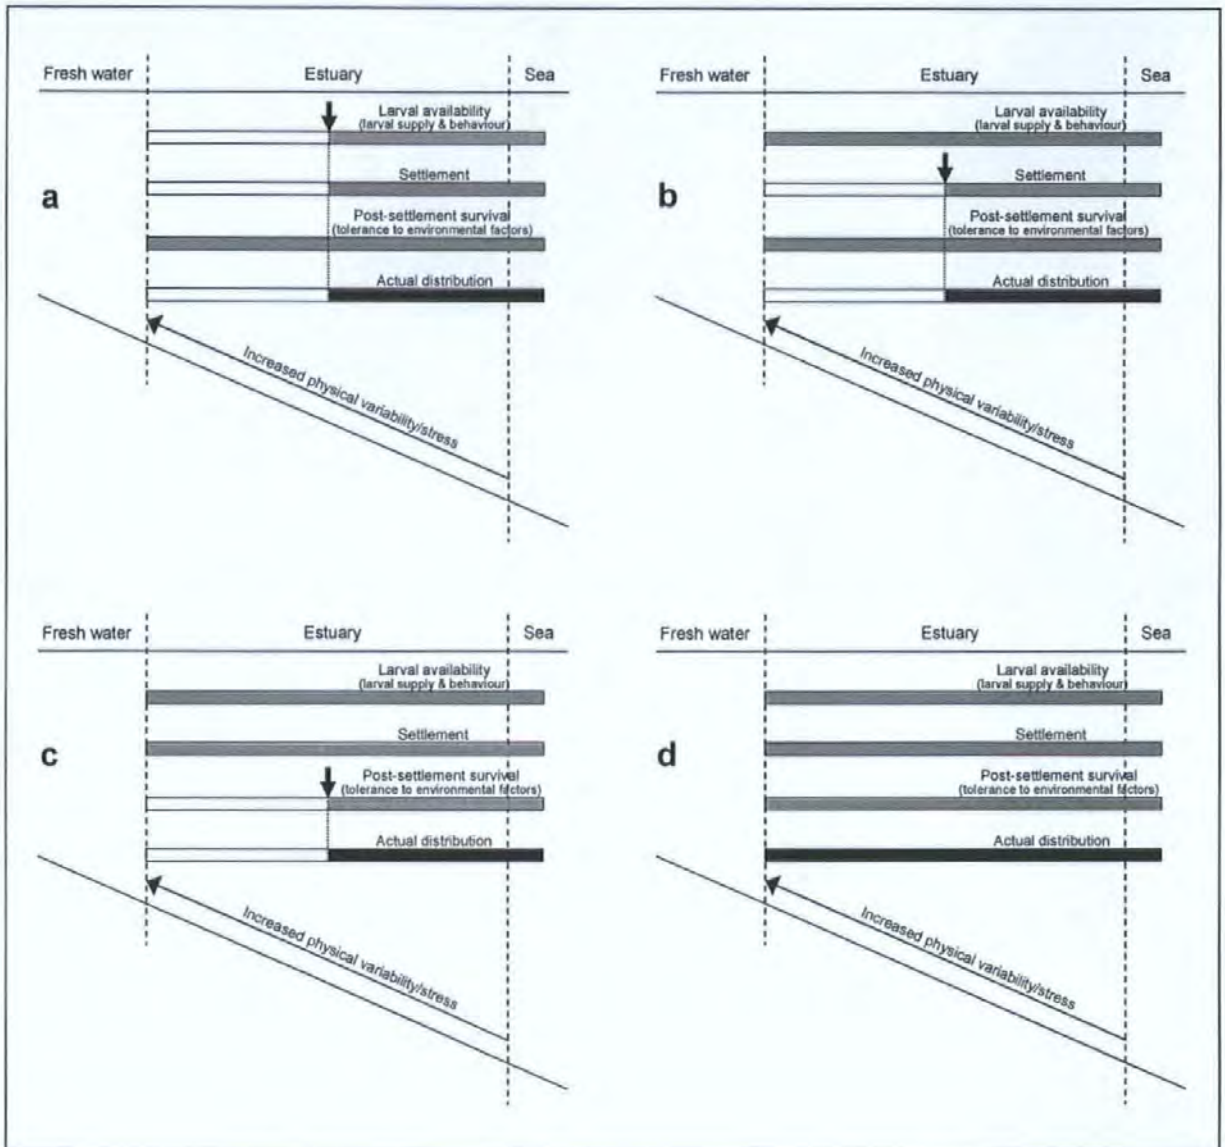 Fresh water Estuary Sea
Larval availability
(larval supply & behaviour)
a
Settlement
Post-settlement survival
(tolerance to environmental factors)
Actual distribution
Increased physical variability/stress
Fresh water Estuary Sea
Larval availability
(larval supply & behaviour)
b
Settlement
Post-settlement survival
(tolerance to environmental factors)
Actual distribution
Increased physical variability/stress
Fresh water Estuary Sea
Larval availability
(larval supply & behaviour)
c
Settlement
Post-settlement survival
(tolerance to environmental factors)
Actual distribution
Increased physical variability/stress
Fresh water Estuary Sea
Larval availability
(larval supply & behaviour)
d
Settlement
Post-settlement survival
(tolerance to environmental factors)
Actual distribution
Increased physical variability/stress